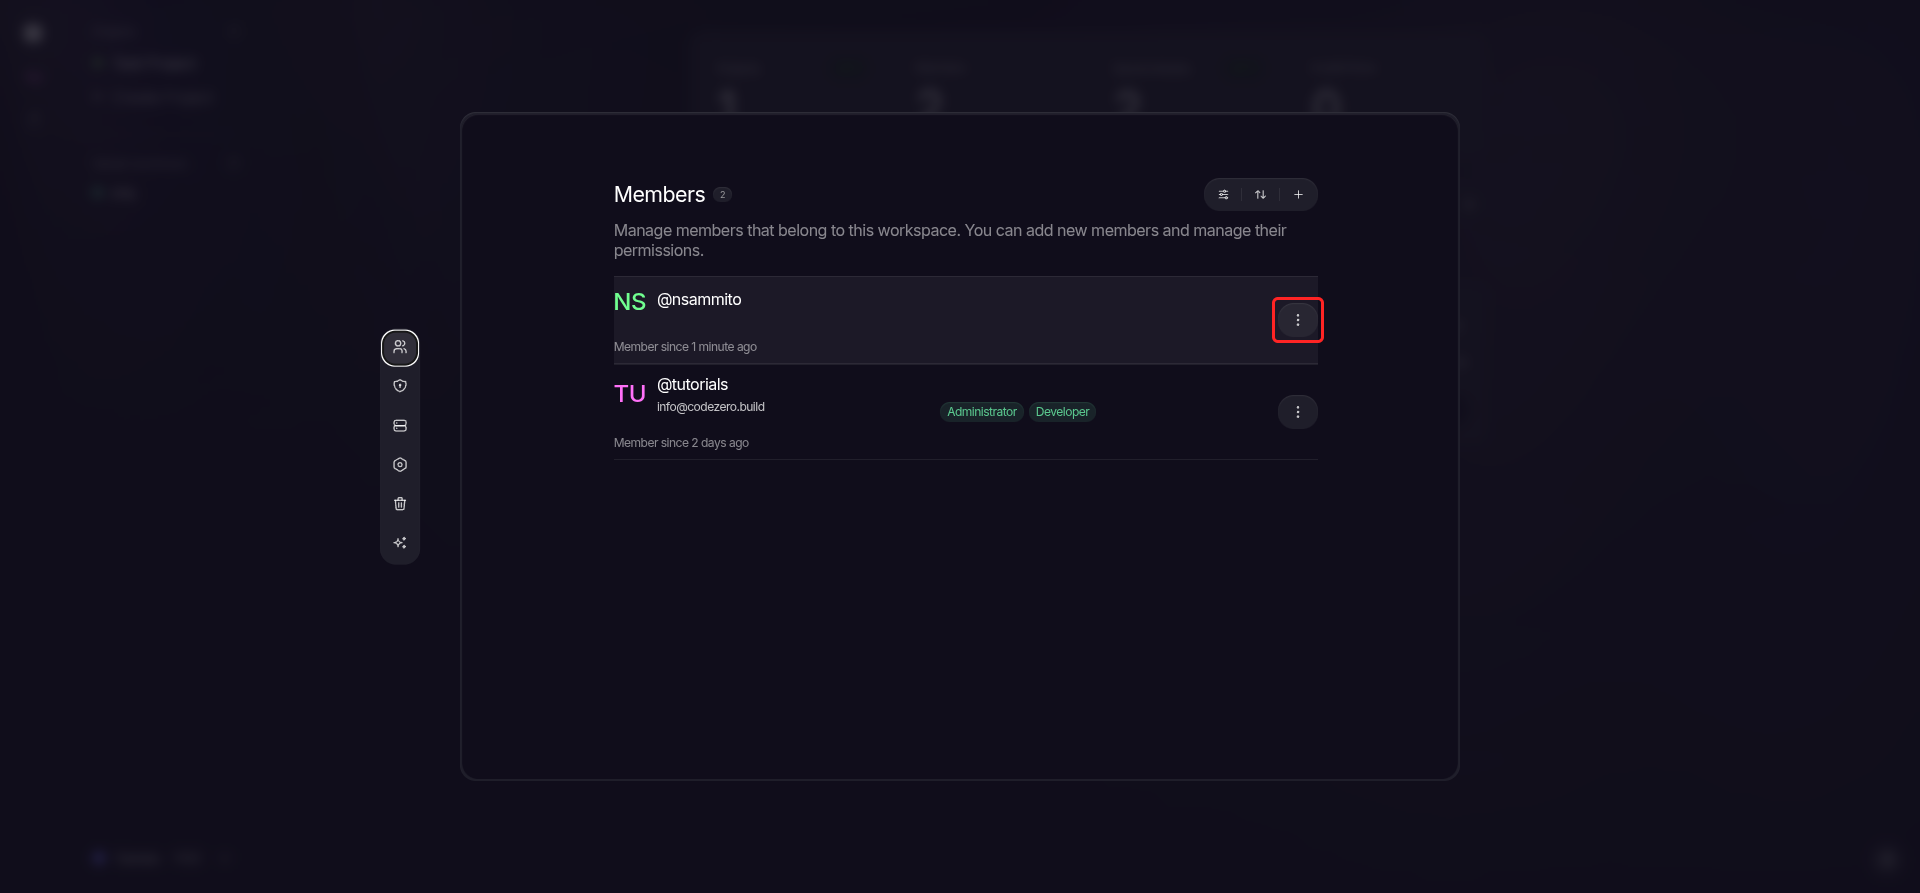 Members 2
Manage members that belong to this workspace. You can add new members and manage their
permissions.
NS @nsammito
Member since 1 minute ago
TU @tutorials
info@codezero.build
Administrator Developer
Member since 2 days ago